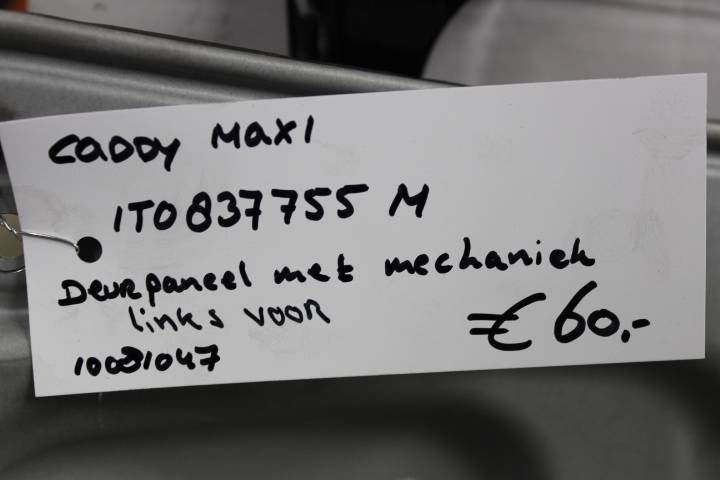 CADDY MAXI
1T0837755 M
Deurpaneel met mechaniek
links VOOR
€60,-
10081047